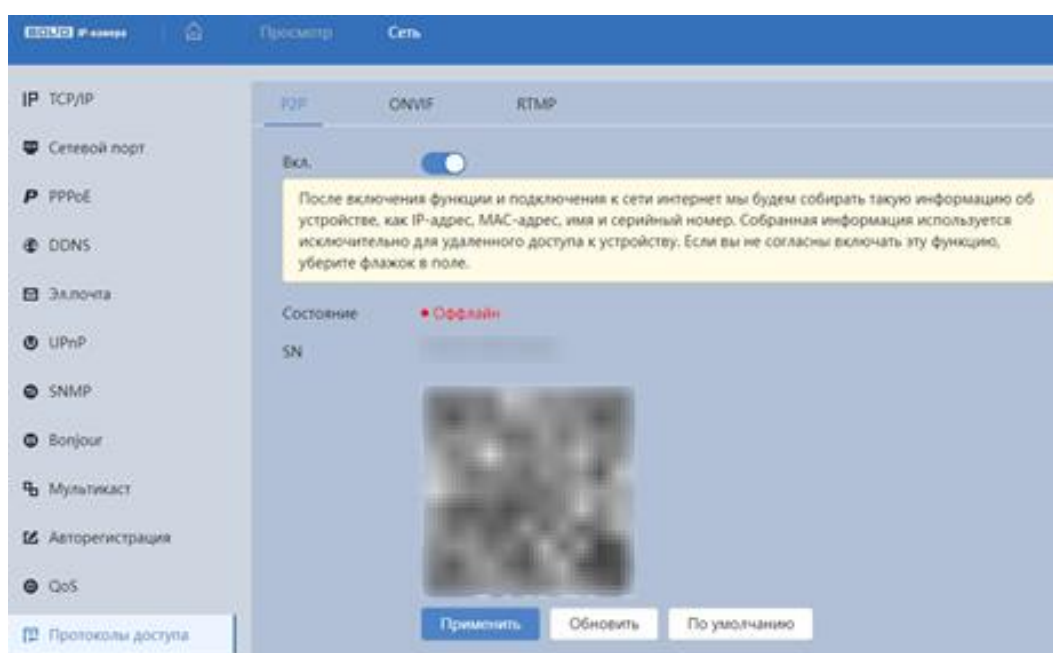 IP-камера
Просмотр
Сеть
IP TCP/IP
Сетевой порт
P PPPoE
DDNS
Эл.почта
UPnP
SNMP
Bonjour
Мультикаст
Авторегистрация
QoS
Протоколы доступа
P2P
ONVIF
RTMP
Вкл.
После включения функции и подключения к сети интернет мы будем собирать такую информацию об
устройстве, как IP-адрес, MAC-адрес, имя и серийный номер. Собранная информация используется
исключительно для удаленного доступа к устройству. Если вы не согласны включать эту функцию,
уберите флажок в поле.
Состояние
Оффлайн
SN
Применить
Обновить
По умолчанию